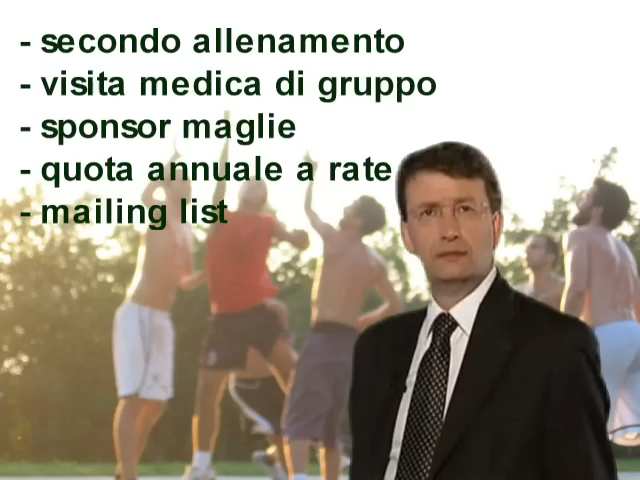 - secondo allenamento
- visita medica di gruppo
- sponsor maglie
- quota annuale a rate
- mailing list